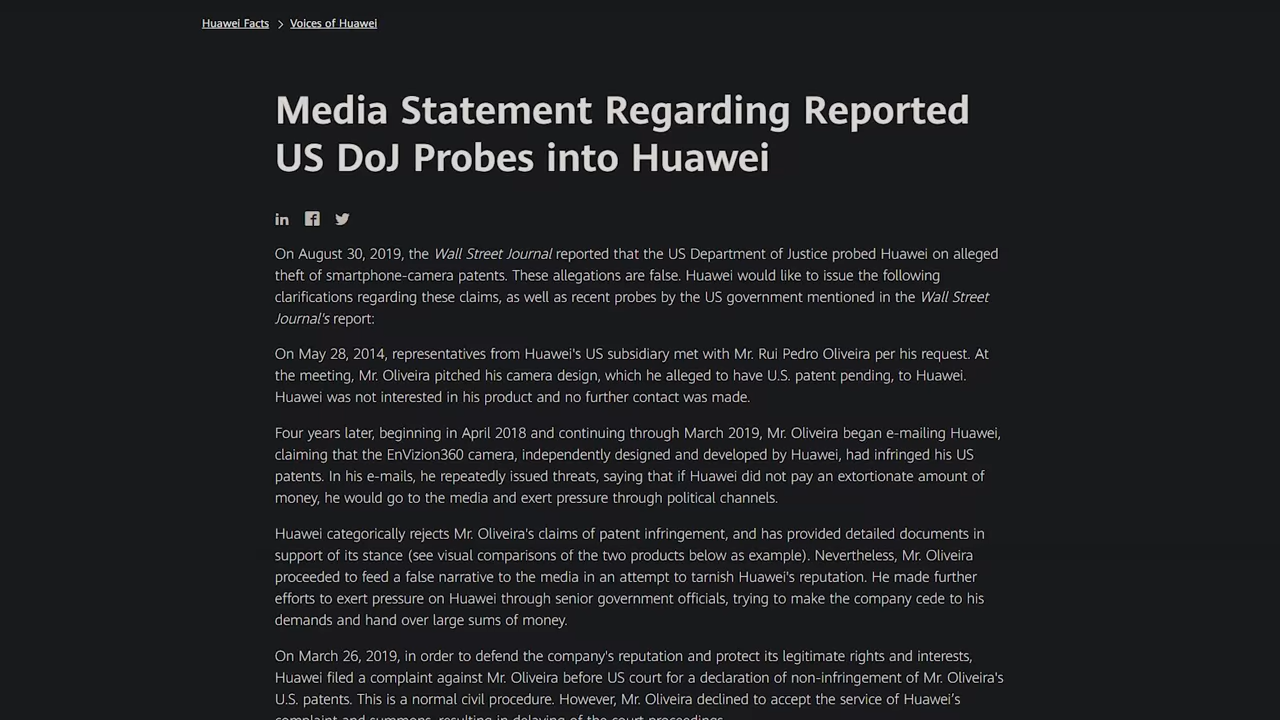 Huawei Facts > Voices of Huawei
Media Statement Regarding Reported
US DoJ Probes into Huawei
On August 30, 2019, the Wall Street Journal reported that the US Department of Justice probed Huawei on alleged
theft of smartphone-camera patents. These allegations are false. Huawei would like to issue the following
clarifications regarding these claims, as well as recent probes by the US government mentioned in the Wall Street
Journal's report:
On May 28, 2014, representatives from Huawei's US subsidiary met with Mr. Rui Pedro Oliveira per his request. At
the meeting, Mr. Oliveira pitched his camera design, which he alleged to have U.S. patent pending, to Huawei.
Huawei was not interested in his product and no further contact was made.
Four years later, beginning in April 2018 and continuing through March 2019, Mr. Oliveira began e-mailing Huawei,
claiming that the EnVizion360 camera, independently designed and developed by Huawei, had infringed his US
patents. In his e-mails, he repeatedly issued threats, saying that if Huawei did not pay an extortionate amount of
money, he would go to the media and exert pressure through political channels.
Huawei categorically rejects Mr. Oliveira's claims of patent infringement, and has provided detailed documents in
support of its stance (see visual comparisons of the two products below as example). Nevertheless, Mr. Oliveira
proceeded to feed a false narrative to the media in an attempt to tarnish Huawei's reputation. He made further
efforts to exert pressure on Huawei through senior government officials, trying to make the company cede to his
demands and hand over large sums of money.
On March 26, 2019, in order to defend the company's reputation and protect its legitimate rights and interests,
Huawei filed a complaint against Mr. Oliveira before US court for a declaration of non-infringement of Mr. Oliveira's
U.S. patents. This is a normal civil procedure. However, Mr. Oliveira declined to accept the service of Huawei’s
complaint and summons, resulting in delaying of the court proceedings.